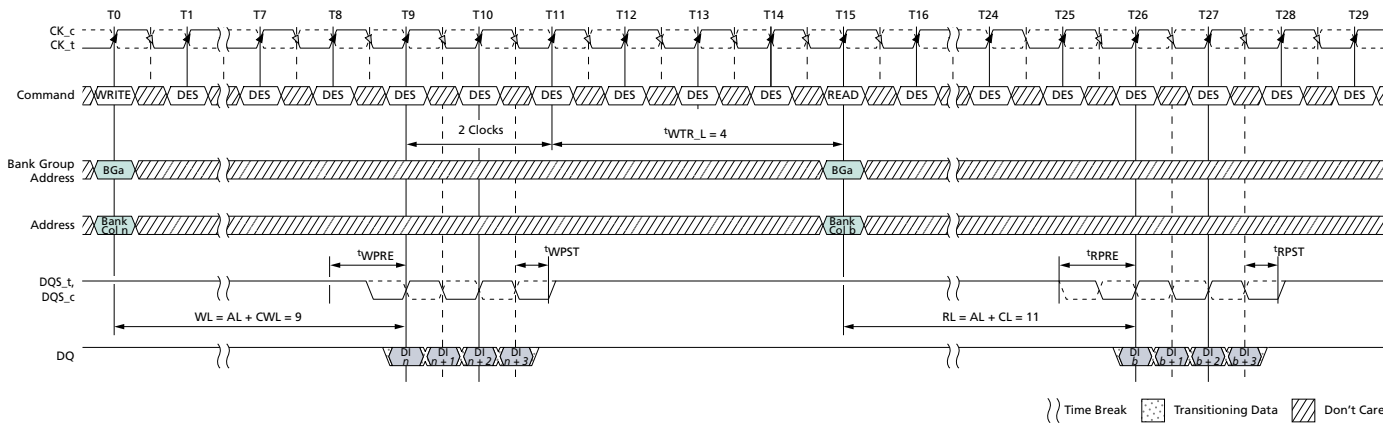 T0 T1 T7 T8 T9 T10 T11 T12 T13 T14 T15 T16 T24 T25 T26 T27 T28 T29
CK_c
CK_t
Command WRITE DES DES DES DES DES DES DES DES DES READ DES DES DES DES DES DES DES
2 Clocks tWTR_L = 4
Bank Group
Address BGa BGa
Address Bank Col n Bank Col b
tWPRE tWPST tRPRE tRPST
DQS_t,
DQS_c
WL = AL + CWL = 9 RL = AL + CL = 11
DQ DI n DI n + 1 DI n + 2 DI n + 3 DI b DI b + 1 DI b + 2 DI b + 3
Time Break Transitioning Data Don't Care